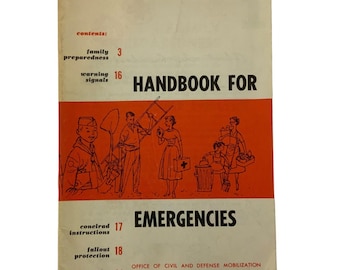 contents:
family 3
preparedness
warning 16
signals
HANDBOOK FOR
EMERGENCIES
conelrad 17
instructions
fallout 18
protection
OFFICE OF CIVIL AND DEFENSE MOBILIZATION